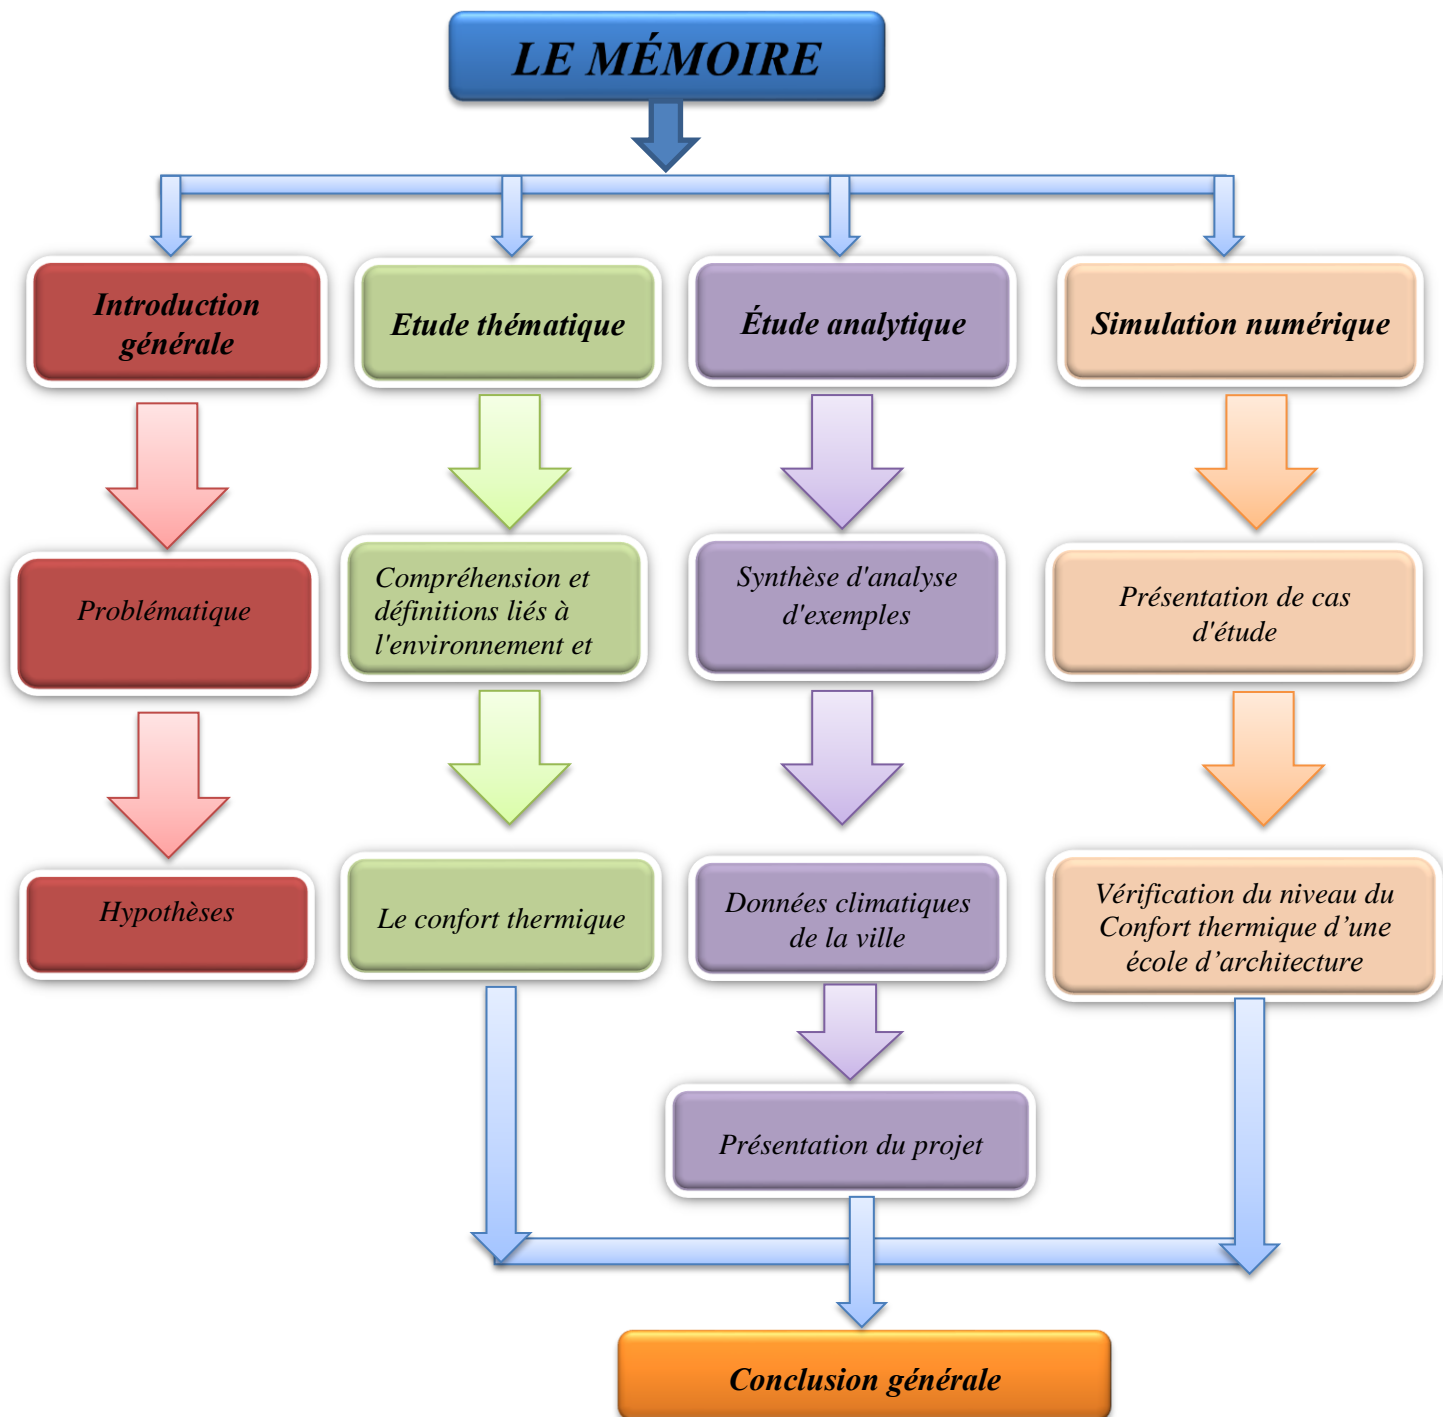 LE MÉMOIRE
Introduction
générale
Etude thématique
Étude analytique
Simulation numérique
Problématique
Compréhension et
définitions liés à
l'environnement et
Synthèse d'analyse
d'exemples
Présentation de cas
d'étude
Hypothèses
Le confort thermique
Données climatiques
de la ville
Vérification du niveau du
Confort thermique d’une
école d’architecture
Présentation du projet
Conclusion générale